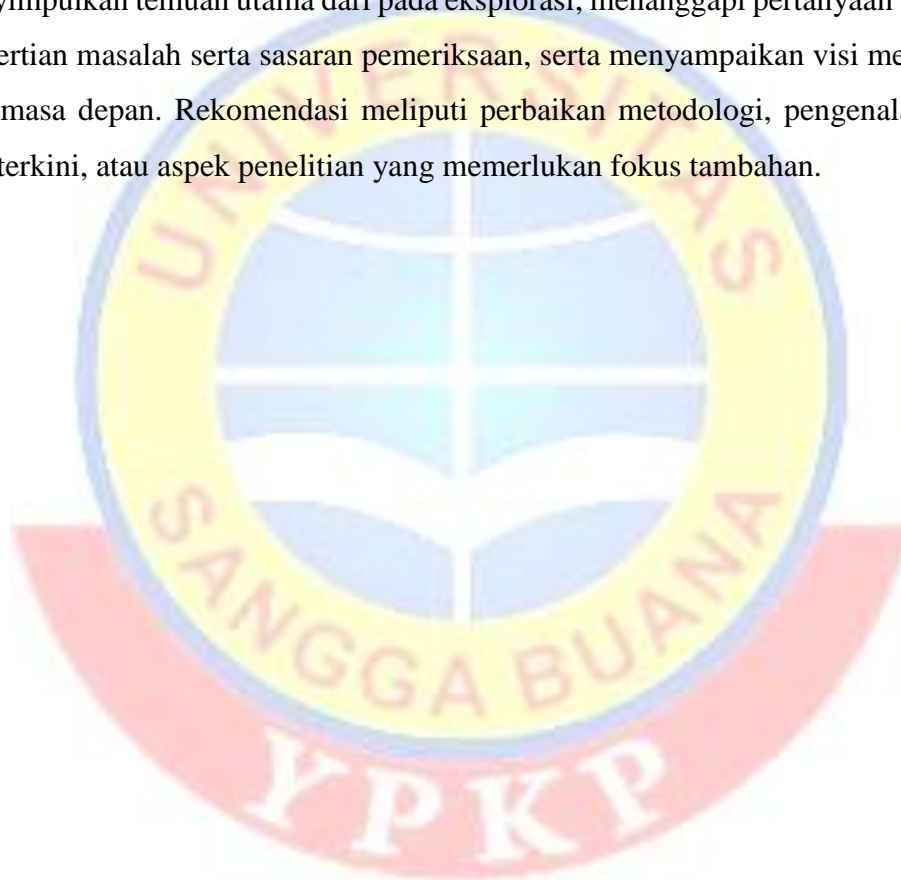 yimpulkan temuan utama dari pada eksplorasi, menanggapi pertanyaan
ertian masalah serta sasaran pemeriksaan, serta menyampaikan visi me
masa depan. Rekomendasi meliputi perbaikan metodologi, pengenala
terkini, atau aspek penelitian yang memerlukan fokus tambahan.
UNIVERSITAS
SANGGA BUANA
YPKP